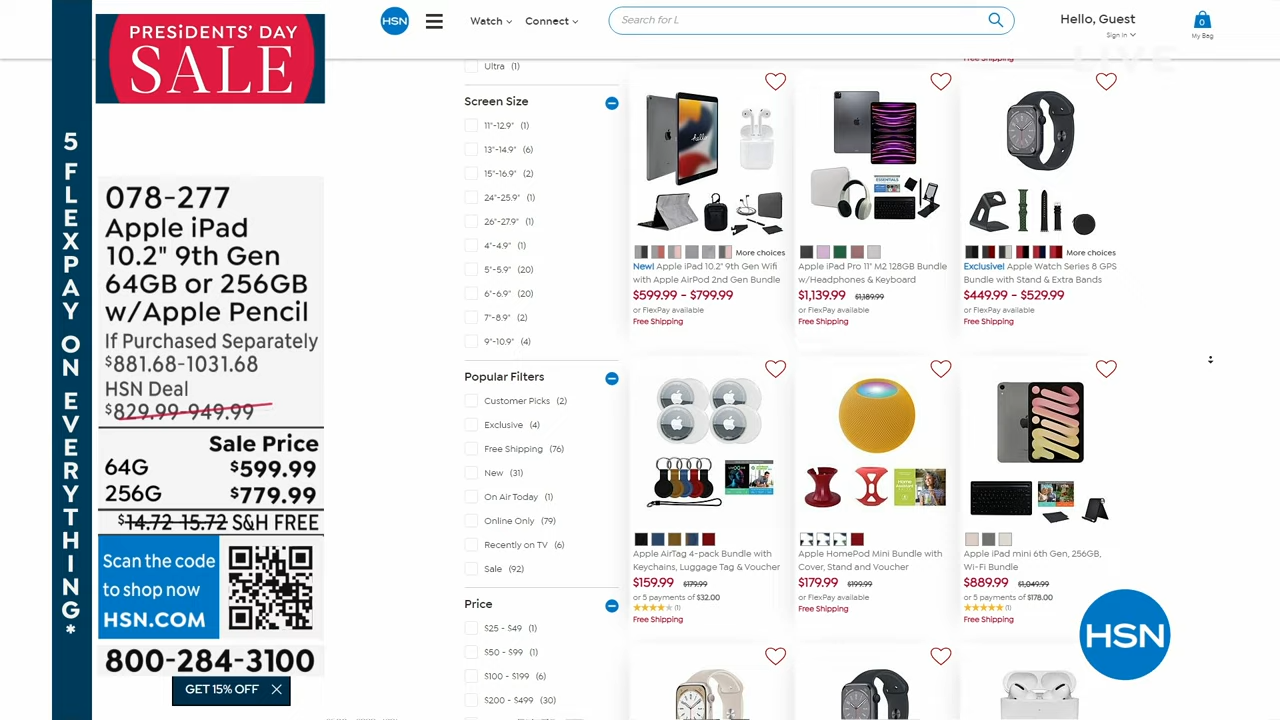 PRESiDENTS' DAY
SALE
5 FLEXPAY ON EVERYTHING*
078-277
Apple iPad
10.2" 9th Gen
64GB or 256GB
w/Apple Pencil
If Purchased Separately
$881.68-1031.68
HSN Deal
$829.99-949.99
Sale Price
64G $599.99
256G $779.99
$14.72-15.72 S&H FREE
Scan the code
to shop now
HSN.COM
800-284-3100
GET 15% OFF
HSN
Watch
Connect
Search for L
Hello, Guest
Sign In
0
My Bag
LIVE
Ultra (1)
Screen Size
11"-12.9" (1)
13"-14.9" (6)
15"-16.9" (2)
24"-25.9" (1)
26"-27.9" (1)
4"-4.9" (1)
5"-5.9" (20)
6"-6.9" (20)
7"-8.9" (2)
9"-10.9" (4)
Popular Filters
Customer Picks (2)
Exclusive (4)
Free Shipping (76)
New (31)
On Air Today (1)
Online Only (79)
Recently on TV (6)
Sale (92)
Price
$25 - $49 (1)
$50 - $99 (1)
$100 - $199 (6)
$200 - $499 (30)
Free Shipping
hello
More choices
New! Apple iPad 10.2" 9th Gen Wifi
with Apple AirPod 2nd Gen Bundle
$599.99 - $799.99
or FlexPay available
Free Shipping
Apple iPad Pro 11" M2 128GB Bundle
w/Headphones & Keyboard
$1,139.99 $1,189.99
or FlexPay available
Free Shipping
More choices
Exclusive! Apple Watch Series 8 GPS
Bundle with Stand & Extra Bands
$449.99 - $529.99
or FlexPay available
Free Shipping
Apple AirTag 4-pack Bundle with
Keychains, Luggage Tag & Voucher
$159.99 $179.99
or 5 payments of $32.00
(1)
Free Shipping
Apple HomePod Mini Bundle with
Cover, Stand and Voucher
$179.99 $199.99
or FlexPay available
Free Shipping
Apple iPad mini 6th Gen, 256GB,
Wi-Fi Bundle
$889.99 $1,049.99
or 5 payments of $178.00
(1)
Free Shipping
HSN